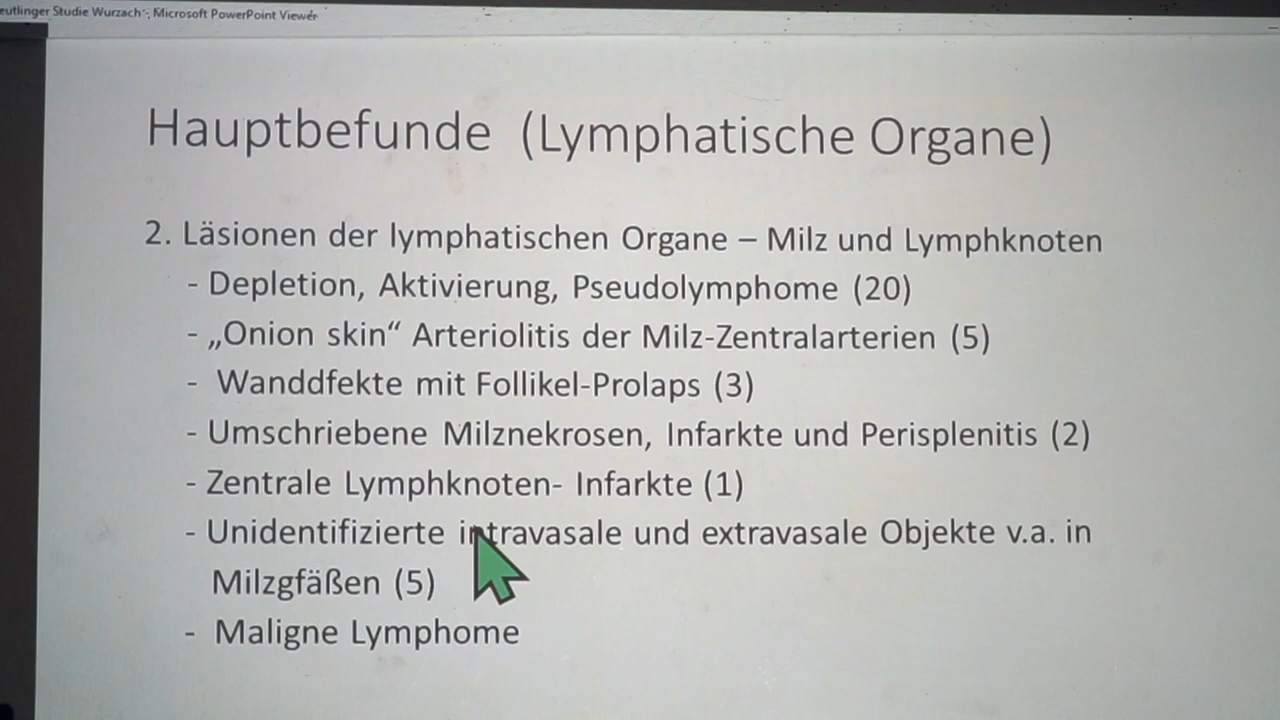 eutlinger Studie Wurzach - Microsoft PowerPoint Viewer
Hauptbefunde (Lymphatische Organe)
2. Läsionen der lymphatischen Organe – Milz und Lymphknoten
- Depletion, Aktivierung, Pseudolymphome (20)
- „Onion skin“ Arteriolitis der Milz-Zentralarterien (5)
- Wanddfekte mit Follikel-Prolaps (3)
- Umschriebene Milznekrosen, Infarkte und Perisplenitis (2)
- Zentrale Lymphknoten- Infarkte (1)
- Unidentifizierte intravasale und extravasale Objekte v.a. in
Milzgfäßen (5)
- Maligne Lymphome